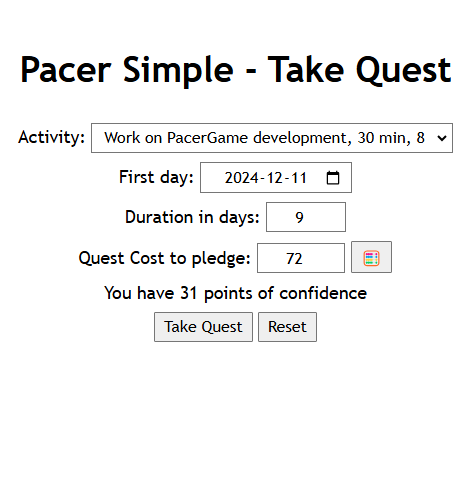 Pacer Simple - Take Quest
Activity: Work on PacerGame development, 30 min, 8
First day: 2024-12-11
Duration in days: 9
Quest Cost to pledge: 72
You have 31 points of confidence
Take Quest Reset